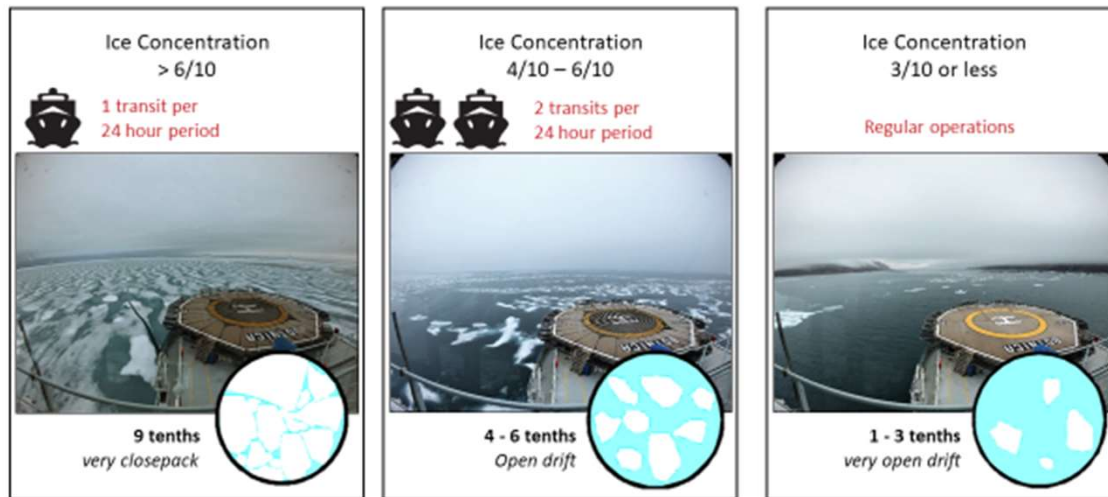 Ice Concentration
> 6/10
1 transit per
24 hour period
9 tenths
very closepack
Ice Concentration
4/10 – 6/10
2 transits per
24 hour period
4 - 6 tenths
Open drift
Ice Concentration
3/10 or less
Regular operations
H
1 - 3 tenths
very open drift